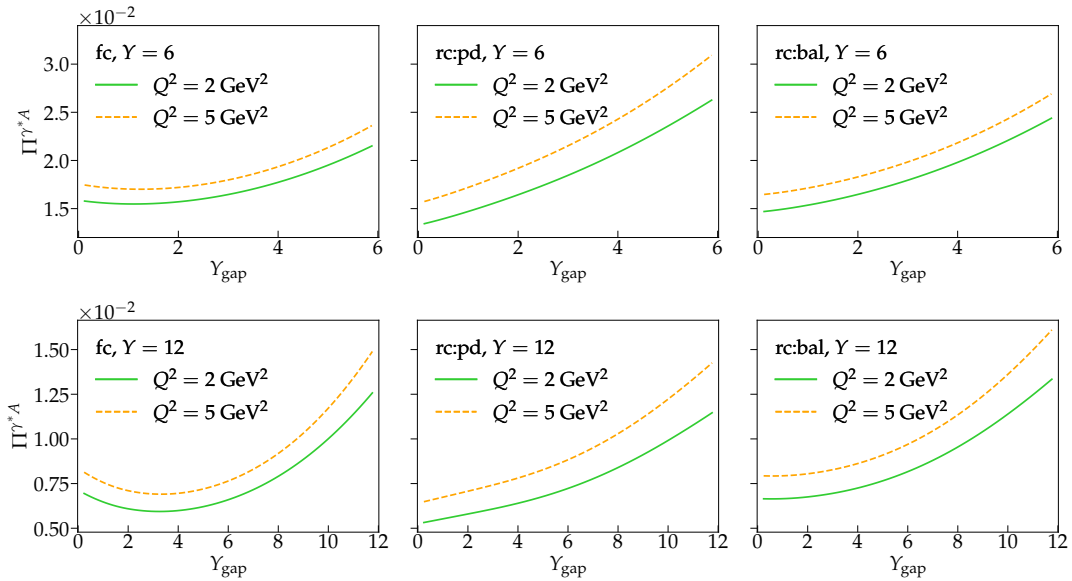 ×10⁻²
fc, Y = 6
Q² = 2 GeV²
Q² = 5 GeV²
3.0
2.5
2.0
1.5
Π^{γ*A}
0 2 4 6
Y_gap
rc:pd, Y = 6
Q² = 2 GeV²
Q² = 5 GeV²
0 2 4 6
Y_gap
rc:bal, Y = 6
Q² = 2 GeV²
Q² = 5 GeV²
0 2 4 6
Y_gap
×10⁻²
fc, Y = 12
Q² = 2 GeV²
Q² = 5 GeV²
1.50
1.25
1.00
0.75
0.50
Π^{γ*A}
0 2 4 6 8 10 12
Y_gap
rc:pd, Y = 12
Q² = 2 GeV²
Q² = 5 GeV²
0 2 4 6 8 10 12
Y_gap
rc:bal, Y = 12
Q² = 2 GeV²
Q² = 5 GeV²
0 2 4 6 8 10 12
Y_gap